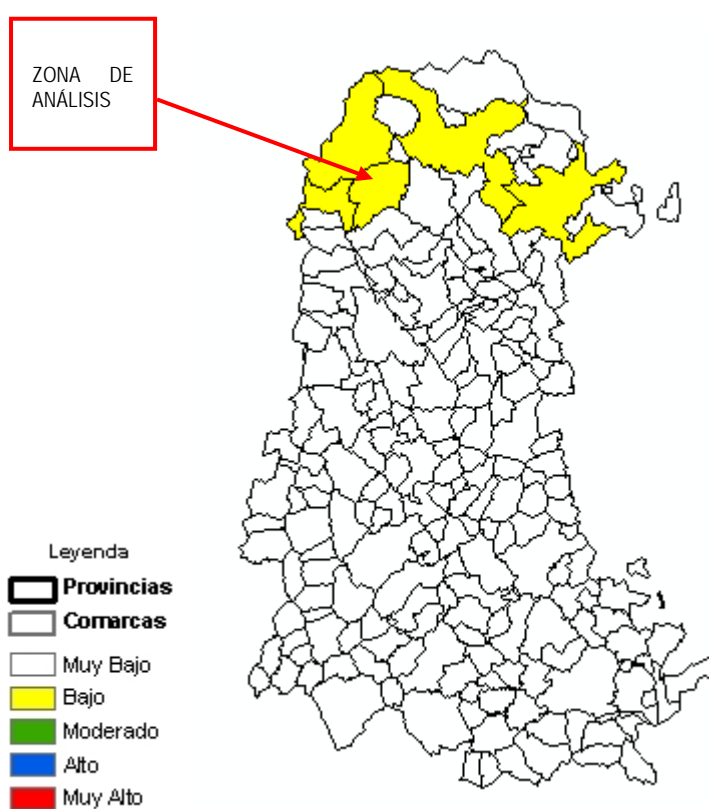 ZONA DE
ANÁLISIS
Leyenda
Provincias
Comarcas
Muy Bajo
Bajo
Moderado
Alto
Muy Alto